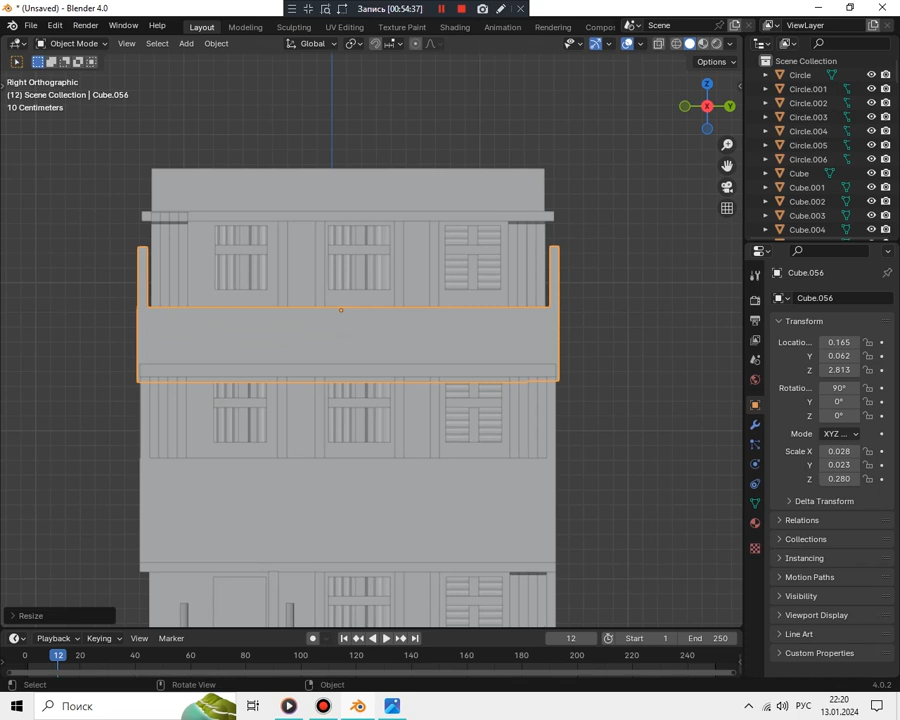 * (Unsaved) - Blender 4.0
Запись [00:54:37]
File Edit Render Window Help Layout Modeling Sculpting UV Editing Texture Paint Shading Animation Rendering Compo: Scene ViewLayer
Object Mode View Select Add Object Global
Options
Right Orthographic
(12) Scene Collection | Cube.056
10 Centimeters
Z
X
Y
Scene Collection
Circle
Circle.001
Circle.002
Circle.003
Circle.004
Circle.005
Circle.006
Cube
Cube.001
Cube.002
Cube.003
Cube.004
Cube.056
Cube.056
Transform
Locatio... 0.165
Y 0.062
Z 2.813
Rotatio... 90°
Y 0°
Z 0°
Mode XYZ ...
Scale X 0.028
Y 0.023
Z 0.280
Delta Transform
Relations
Collections
Instancing
Motion Paths
Visibility
Viewport Display
Line Art
Custom Properties
Resize
Playback Keying View Marker 12 Start 1 End 250
0 12 20 40 60 80 100 120 140 160 180 200 220 240
Select Rotate View Object 4.0.2
Поиск
РУС
22:20
13.01.2024